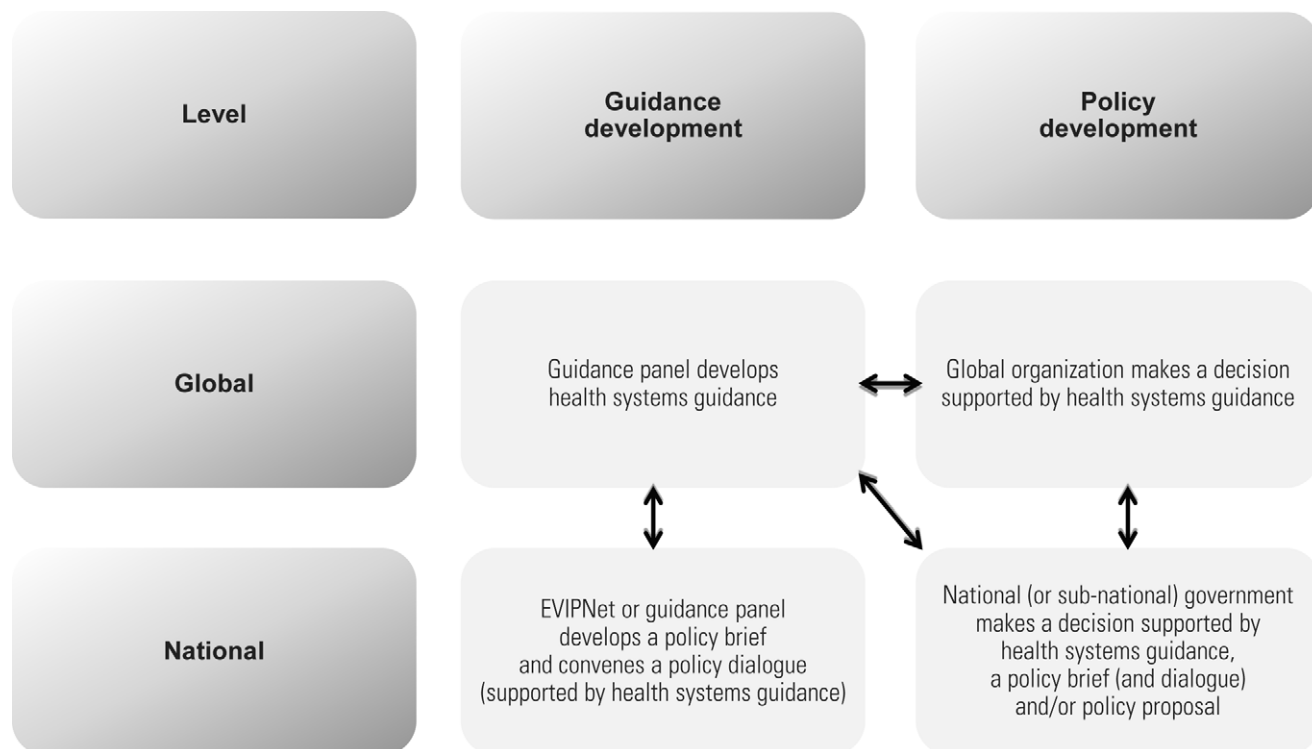 Level
Guidance
development
Policy
development
Global
Guidance panel develops
health systems guidance
Global organization makes a decision
supported by health systems guidance
National
EVIPNet or guidance panel
develops a policy brief
and convenes a policy dialogue
(supported by health systems guidance)
National (or sub-national) government
makes a decision supported by
health systems guidance,
a policy brief (and dialogue)
and/or policy proposal